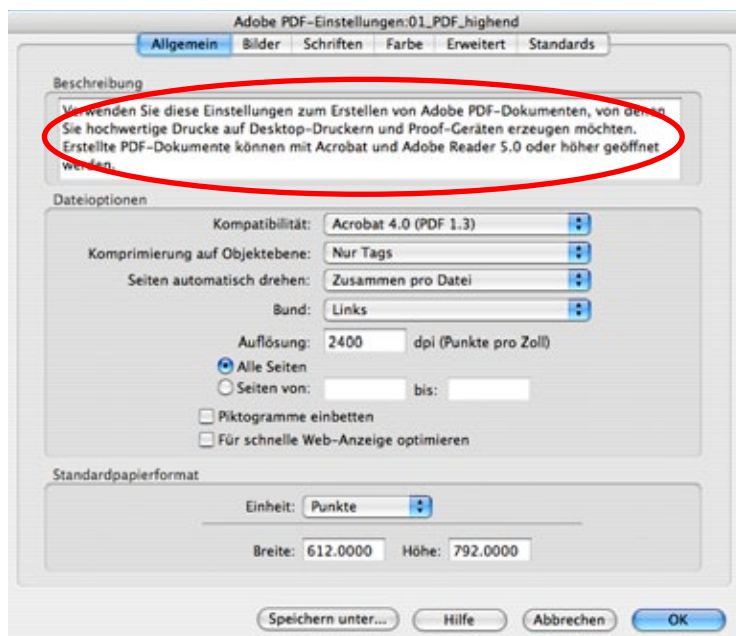 Adobe PDF-Einstellungen:01_PDF_highend
Allgemein Bilder Schriften Farbe Erweitert Standards
Beschreibung
Verwenden Sie diese Einstellungen zum Erstellen von Adobe PDF-Dokumenten, von denen
Sie hochwertige Drucke auf Desktop-Druckern und Proof-Geräten erzeugen möchten.
Erstellte PDF-Dokumente können mit Acrobat und Adobe Reader 5.0 oder höher geöffnet
werden.
Dateioptionen
Kompatibilität: Acrobat 4.0 (PDF 1.3)
Komprimierung auf Objektebene: Nur Tags
Seiten automatisch drehen: Zusammen pro Datei
Bund: Links
Auflösung: 2400 dpi (Punkte pro Zoll)
Alle Seiten
Seiten von: bis:
Piktogramme einbetten
Für schnelle Web-Anzeige optimieren
Standardpapierformat
Einheit: Punkte
Breite: 612.0000 Höhe: 792.0000
Speichern unter... Hilfe Abbrechen OK